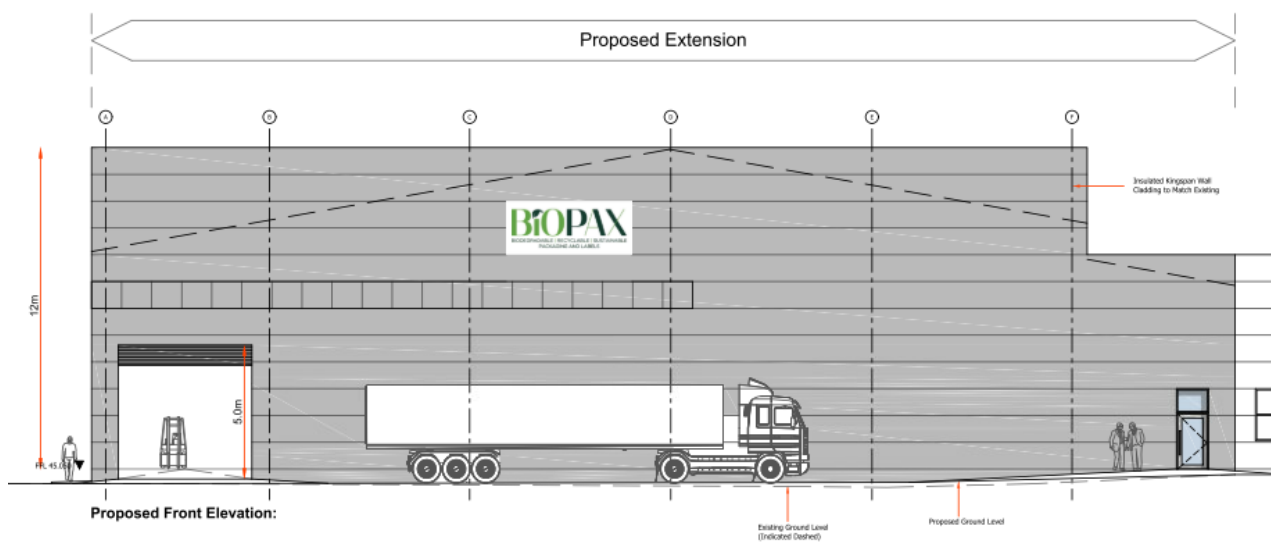 Proposed Extension
A
B
C
D
E
F
Insulated Kingspan Wall
Cladding to Match Existing
BIOPAX
BIODEGRADABLE | RECYCLABLE | SUSTAINABLE
PACKAGING AND LABELS
12m
5.0m
Proposed Front Elevation:
Existing Ground Level
(Indicated Dashed)
Proposed Ground Level